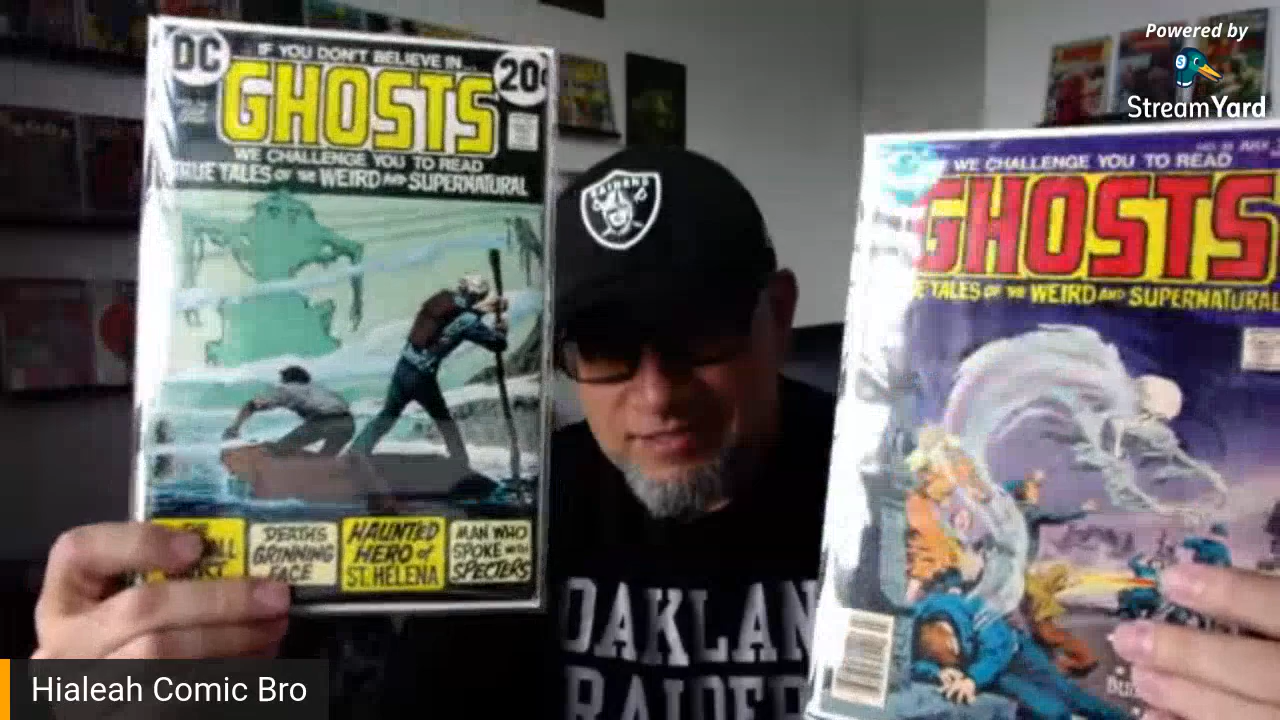 Powered by
StreamYard
DC
IF YOU DON'T BELIEVE IN...
20¢
GHOSTS
WE CHALLENGE YOU TO READ
TRUE TALES OF THE WEIRD AND SUPERNATURAL
DEATH'S
GRINNING
FACE
HAUNTED
HERO of
ST. HELENA
MAN WHO
SPOKE WITH
SPECTERS
RAIDERS
OAKLAN
RAIDER
WE CHALLENGE YOU TO READ
GHOSTS
TALES OF THE WEIRD AND SUPERNATURAL
Hialeah Comic Bro